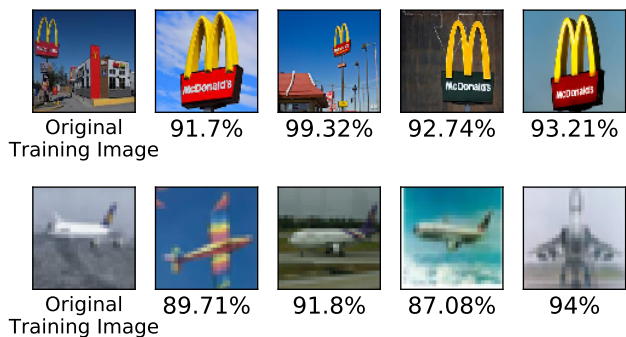 McDonald's
McDonald's
McDonald's
Original
Training Image
91.7%
99.32%
92.74%
93.21%
Original
Training Image
89.71%
91.8%
87.08%
94%